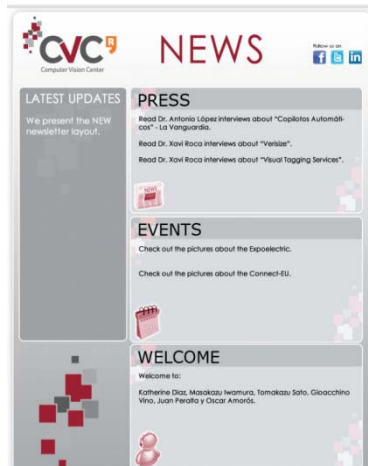 CVC
Computer Vision Center
NEWS
Follow us on
LATEST UPDATES
We present the NEW
newsletter layout.
PRESS
Read Dr. Antonio López interviews about "Copilotos Automáti-
cos" - La Vanguardia.
Read Dr. Xavi Roca interviews about "Verisize".
Read Dr. Xavi Roca interviews about "Visual Tagging Services".
NEWS
EVENTS
Check out the pictures about the Expoelectric.
Check out the pictures about the Connect-EU.
WELCOME
Welcome to:
Katherine Diaz, Masakazu Iwamura, Tomokazu Sato, Gioacchino
Vino, Juan Peralta y Oscar Amorós.